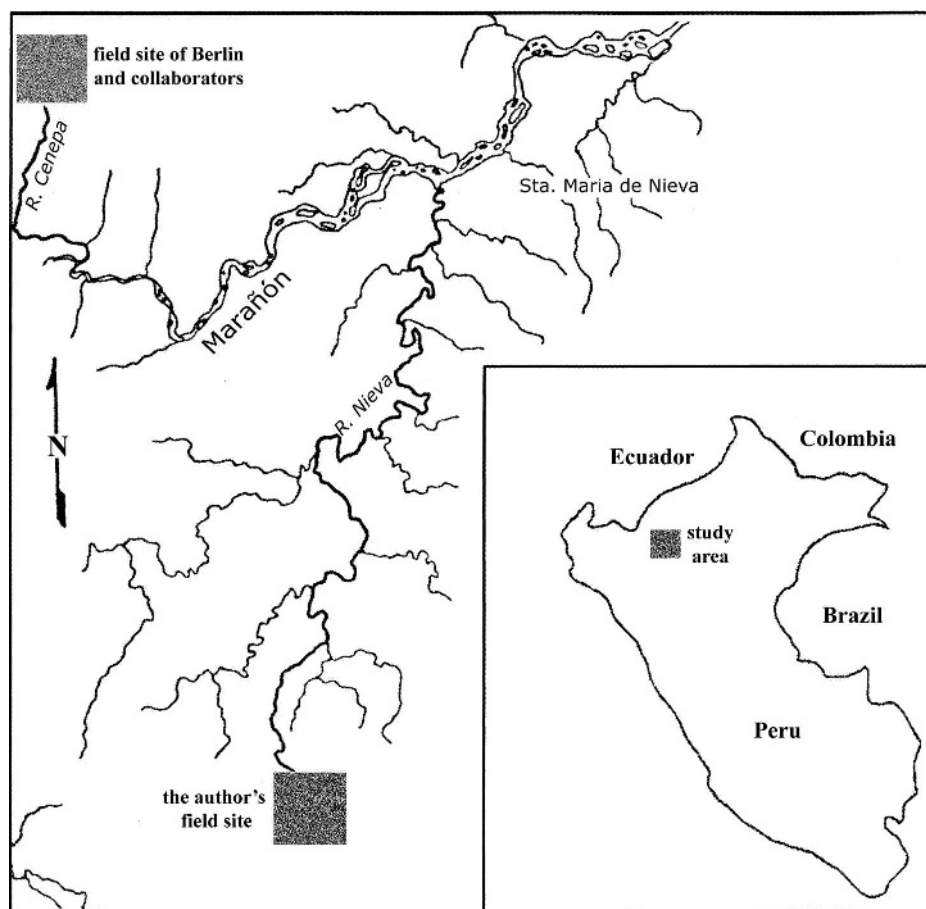 field site of Berlin
and collaborators
R. Cenepa
Sta. Maria de Nieva
Marañón
R. Nieva
N
Ecuador
Colombia
study
area
Brazil
Peru
the author's
field site